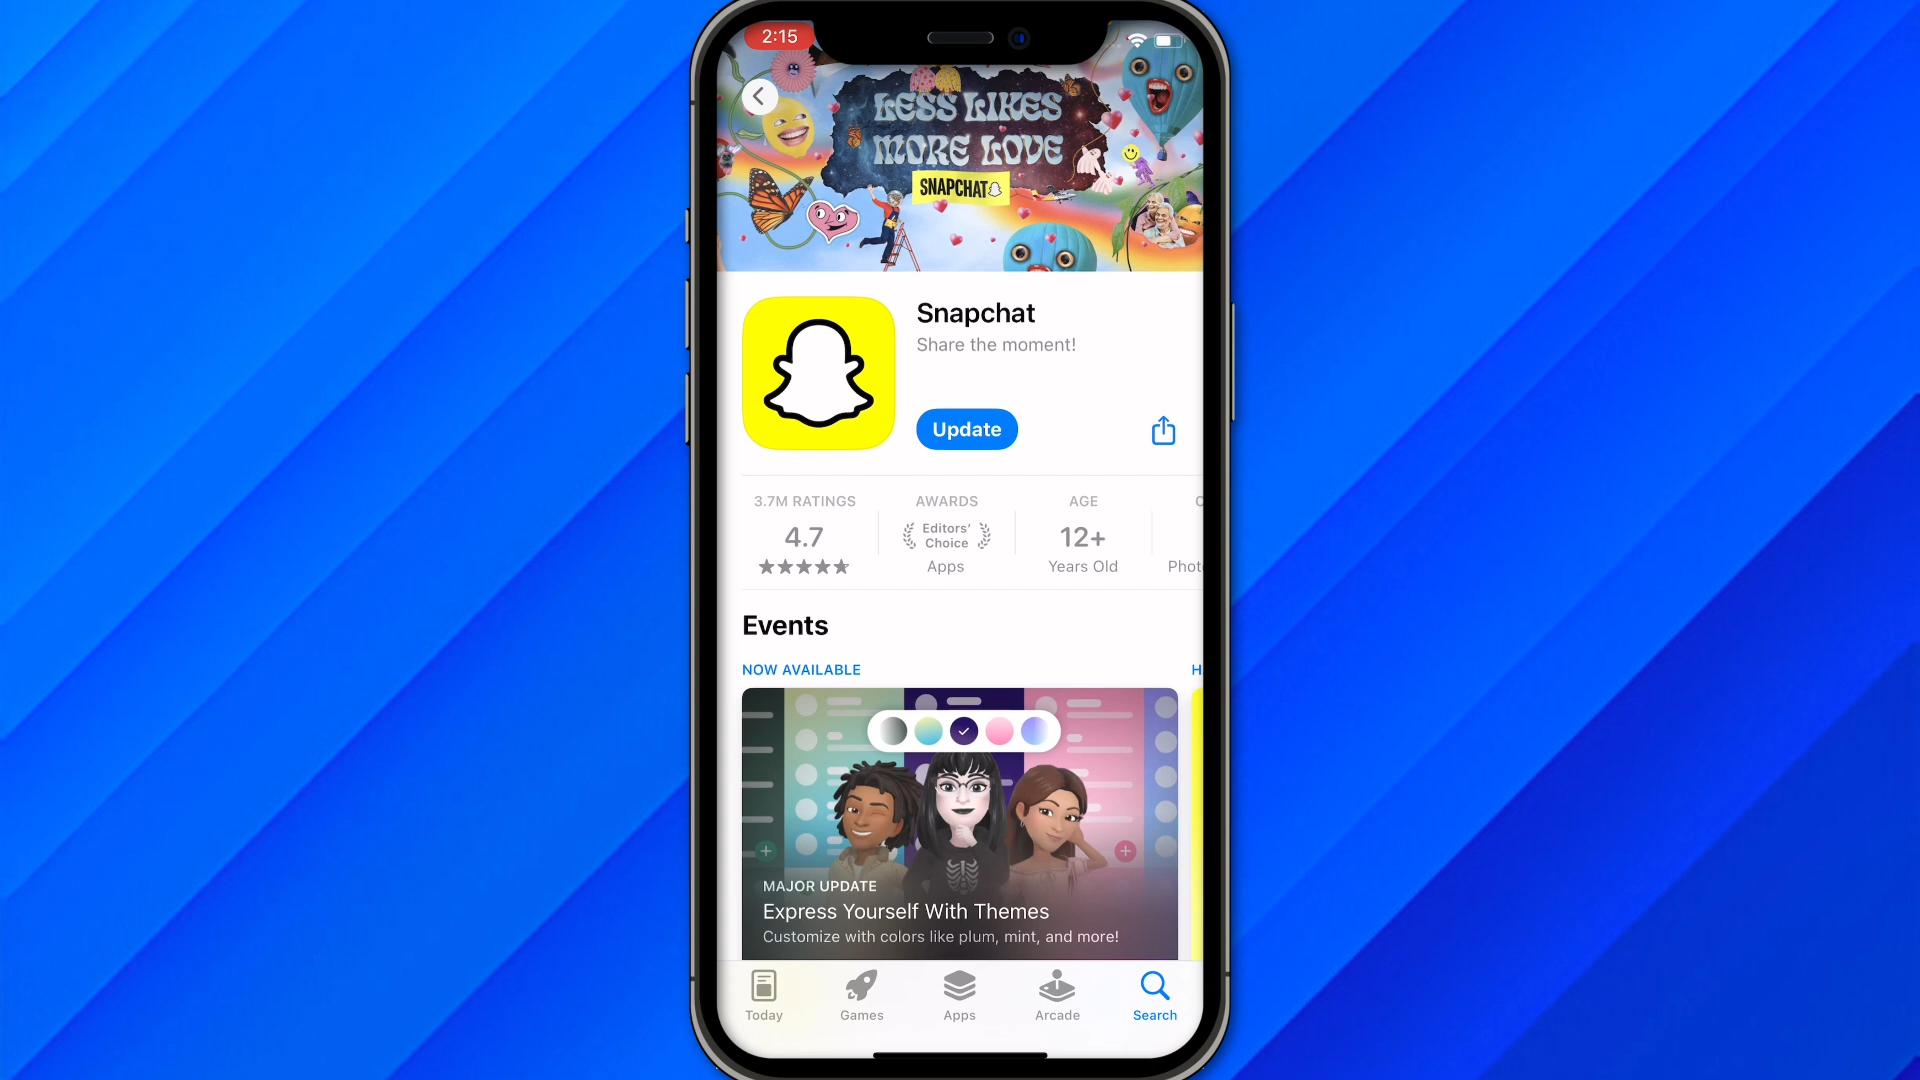 2:15
LESS LIKES
MORE LOVE
SNAPCHAT
Snapchat
Share the moment!
Update
3.7M RATINGS
4.7
AWARDS
Editors’
Choice
Apps
AGE
12+
Years Old
C
Phot
Events
NOW AVAILABLE
H
MAJOR UPDATE
Express Yourself With Themes
Customize with colors like plum, mint, and more!
Today
Games
Apps
Arcade
Search